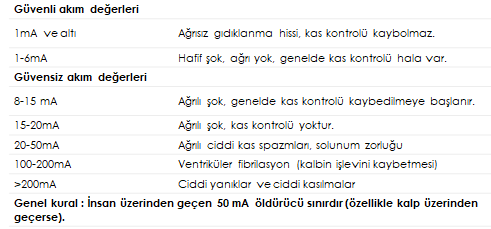 Güvenli akım değerleri
1mA ve altı Ağrısız gıdıklanma hissi, kas kontrolü kaybolmaz.
1-6mA Hafif şok, ağrı yok, genelde kas kontrolü hala var.
Güvensiz akım değerleri
8-15 mA Ağrılı şok, genelde kas kontrolü kaybedilmeye başlanır.
15-20mA Ağrılı şok, kas kontrolü yoktur.
20-50mA Ağrılı ciddi kas spazmları, solunum zorluğu
100-200mA Ventriküler fibrilasyon (kalbin işlevini kaybetmesi)
>200mA Ciddi yanıklar ve ciddi kasılmalar
Genel kural : İnsan üzerinden geçen 50 mA öldürücü sınırdır (özellikle kalp üzerinden
geçerse).